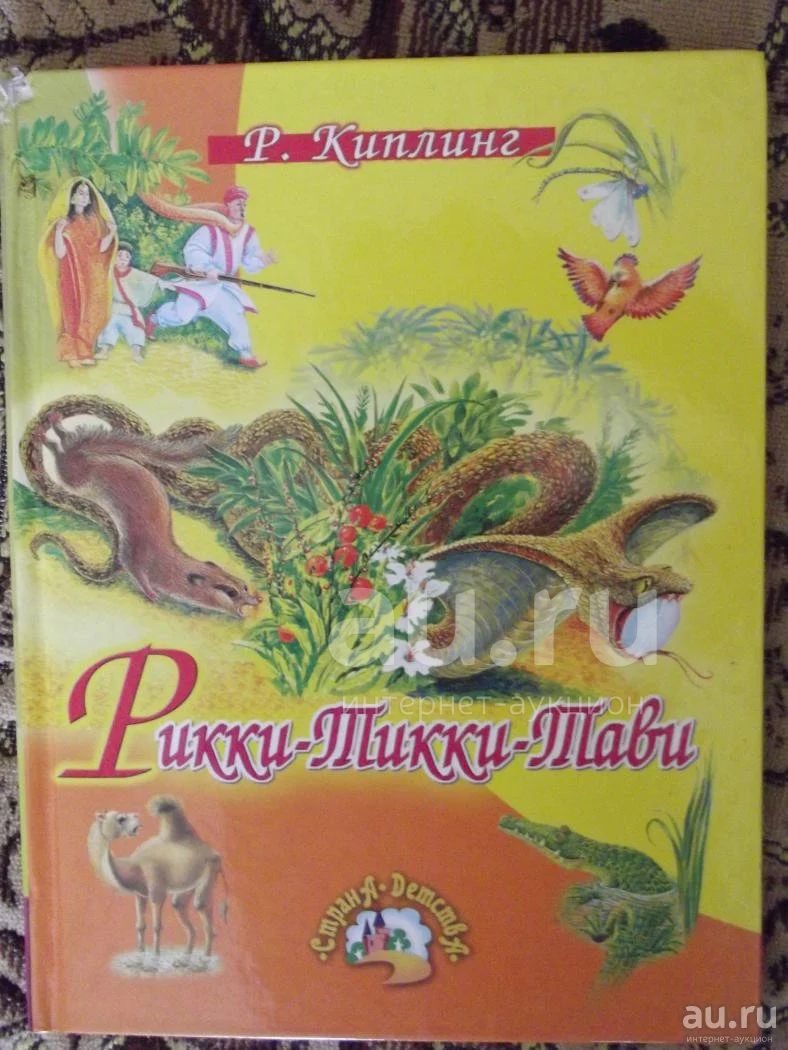 Р. Киплинг
au.ru
интернет-аукцион
Рикки-Тикки-Тави
Страна Детства
au.ru
интернет-аукцион